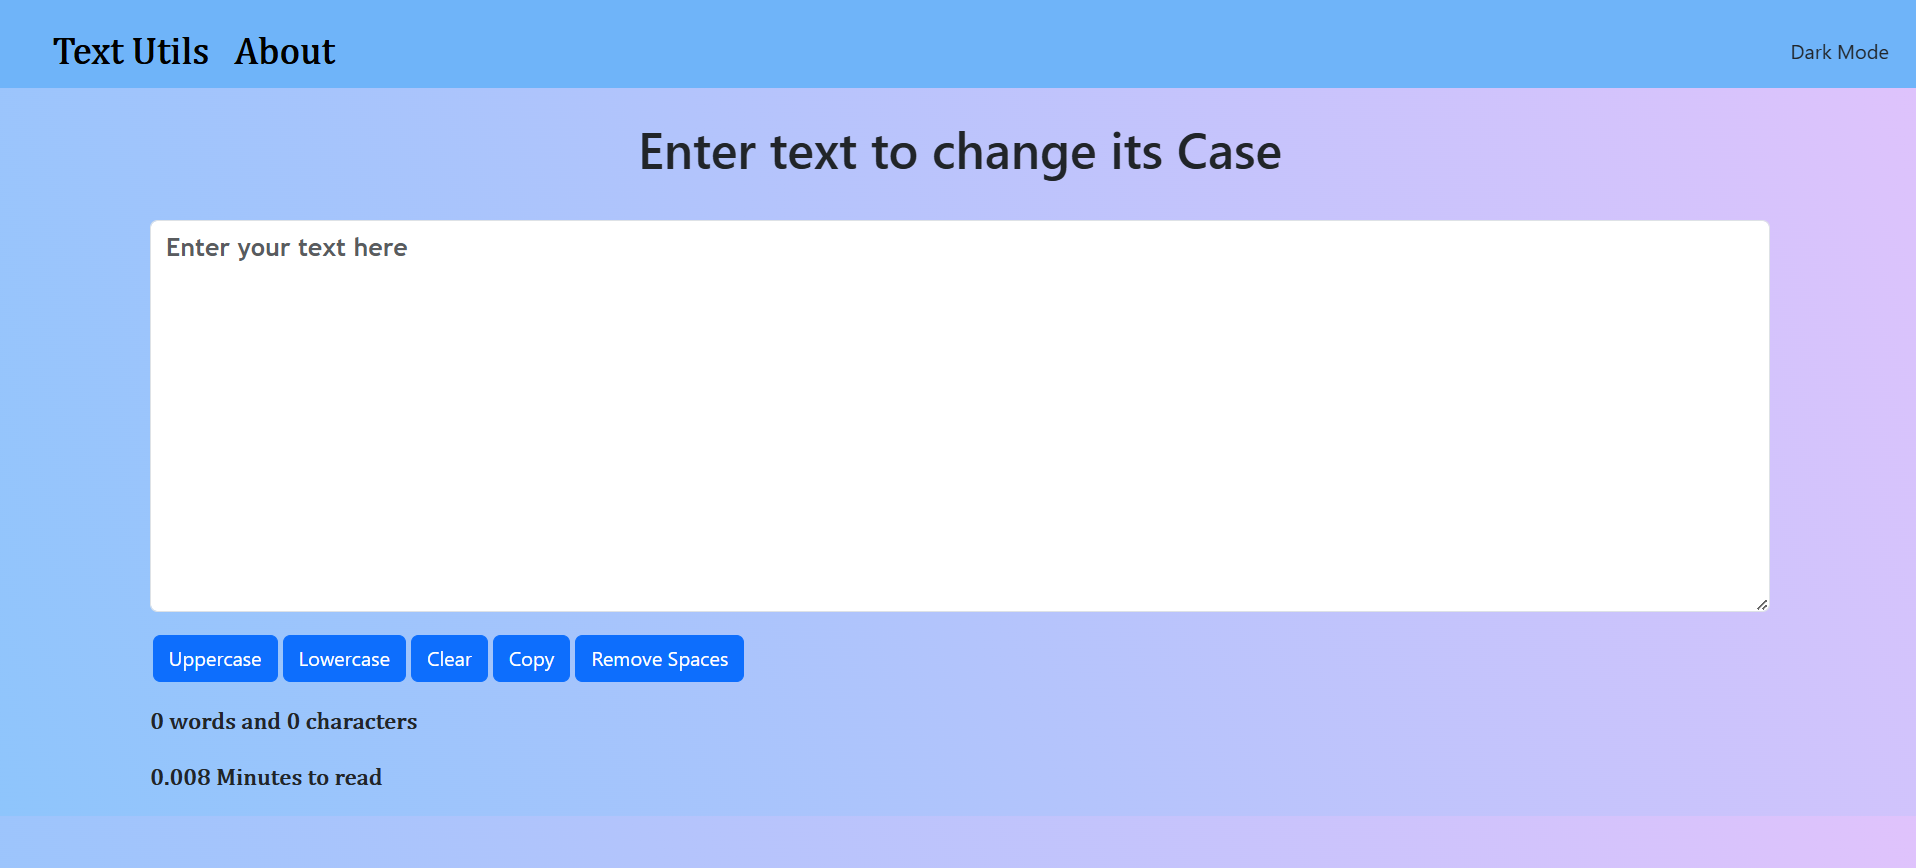 Text Utils About Dark Mode
Enter text to change its Case
Enter your text here
Uppercase Lowercase Clear Copy Remove Spaces
0 words and 0 characters
0.008 Minutes to read